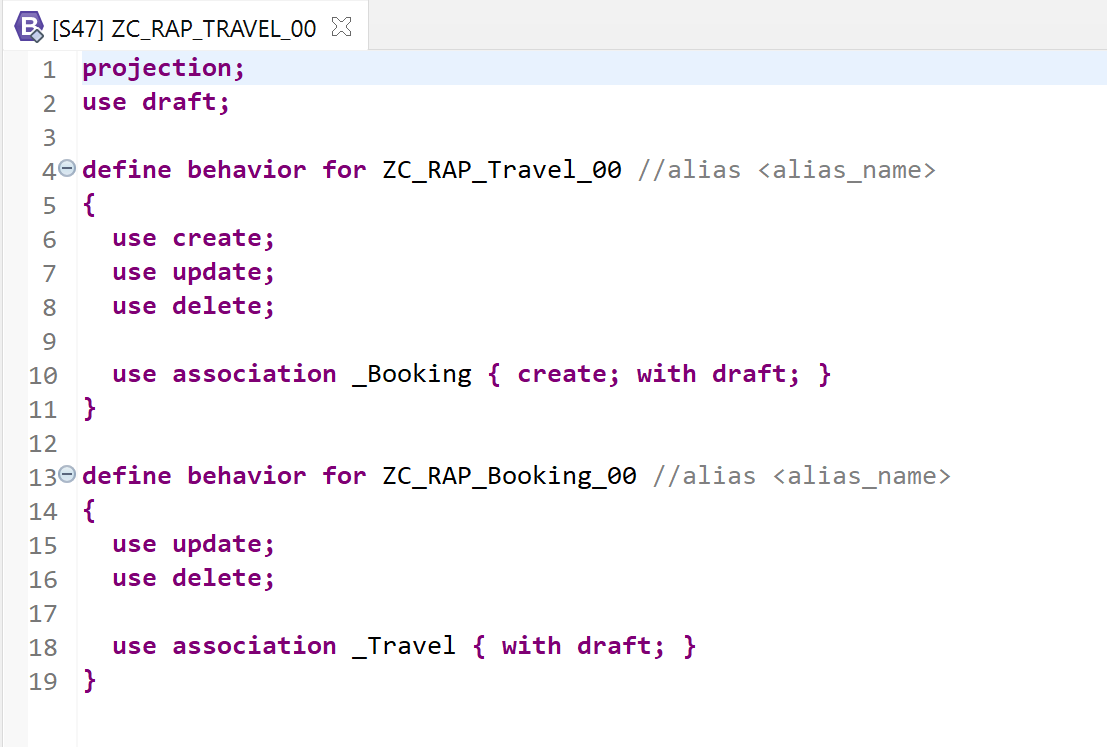 B [S47] ZC_RAP_TRAVEL_00
1 projection;
2 use draft;
3
4 define behavior for ZC_RAP_Travel_00 //alias <alias_name>
5 {
6   use create;
7   use update;
8   use delete;
9
10   use association _Booking { create; with draft; }
11 }
12
13 define behavior for ZC_RAP_Booking_00 //alias <alias_name>
14 {
15   use update;
16   use delete;
17
18   use association _Travel { with draft; }
19 }